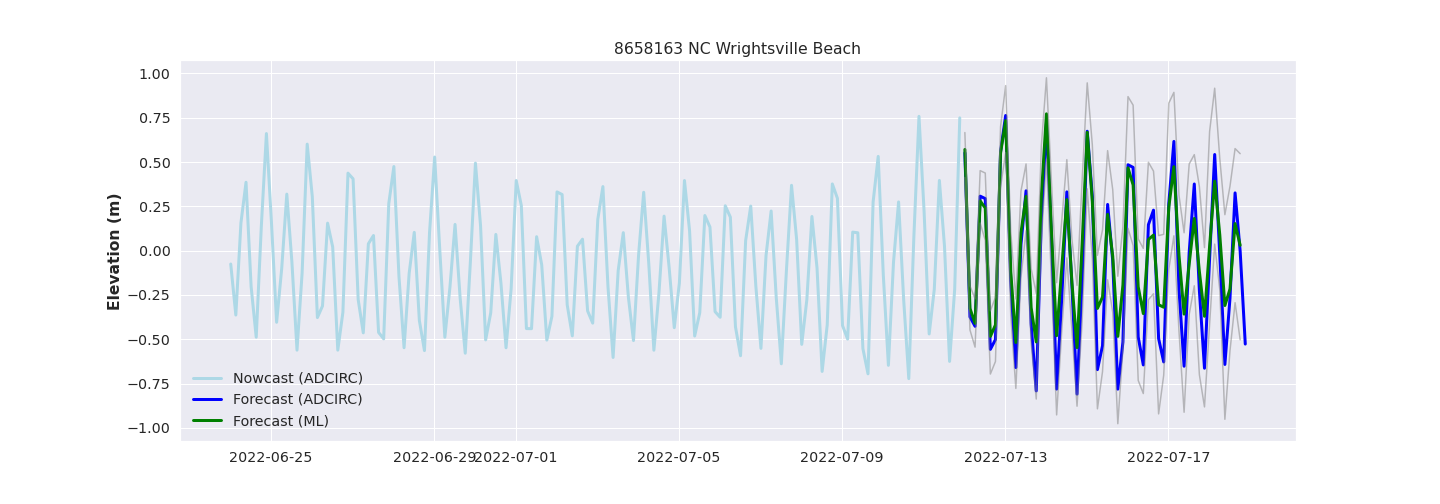 8658163 NC Wrightsville Beach
Elevation (m)
1.00
0.75
0.50
0.25
0.00
−0.25
−0.50
−0.75
−1.00
Nowcast (ADCIRC)
Forecast (ADCIRC)
Forecast (ML)
2022-06-25 2022-06-29 2022-07-01 2022-07-05 2022-07-09 2022-07-13 2022-07-17